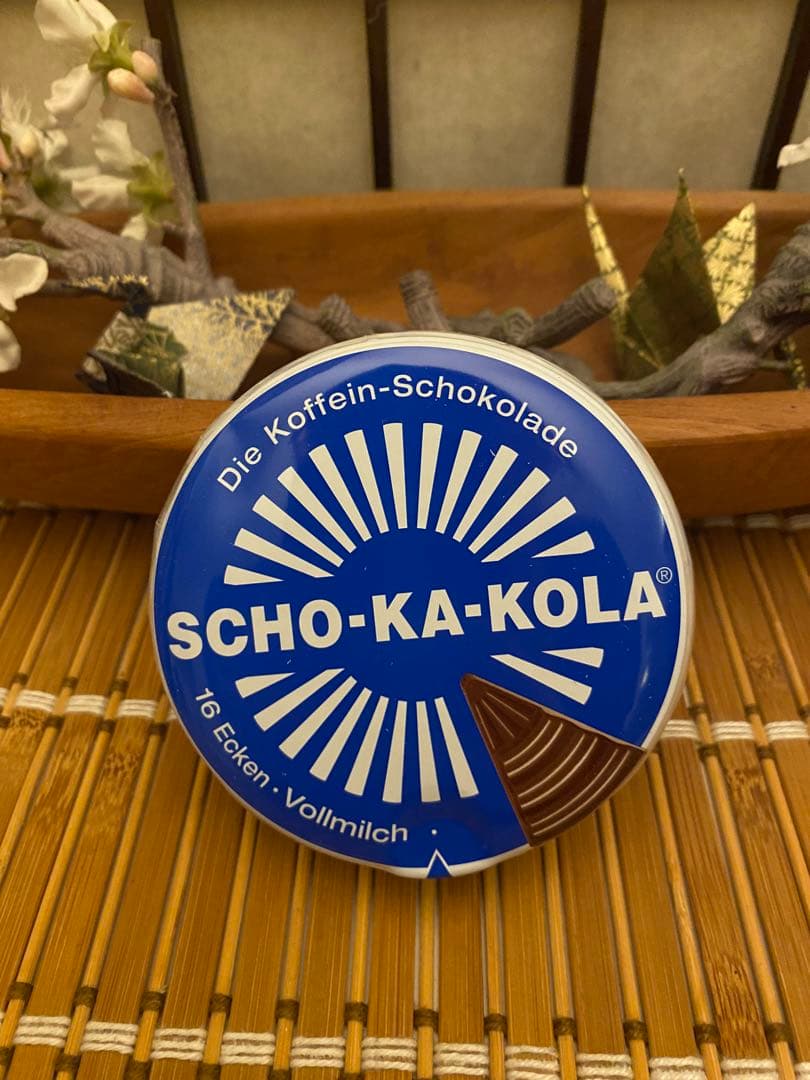 Die Koffein-Schokolade
SCHO-KA-KOLA®
16 Ecken · Vollmilch ·